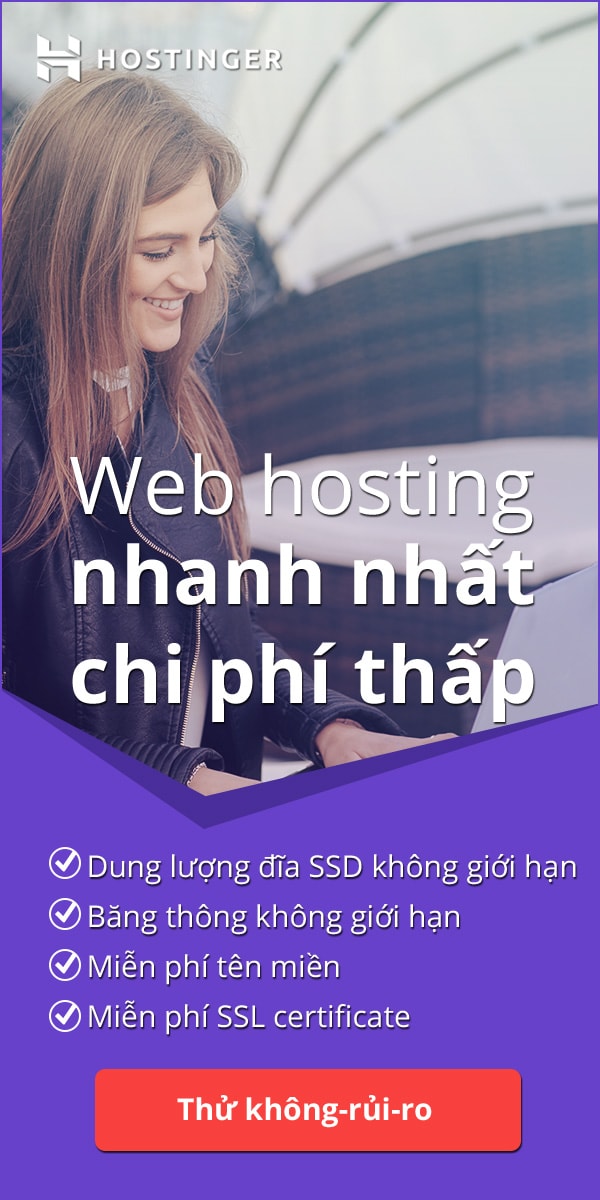 HOSTINGER
Web hosting
nhanh nhất
chi phí thấp
Dung lượng đĩa SSD không giới hạn
Băng thông không giới hạn
Miễn phí tên miền
Miễn phí SSL certificate
Thử không-rủi-ro